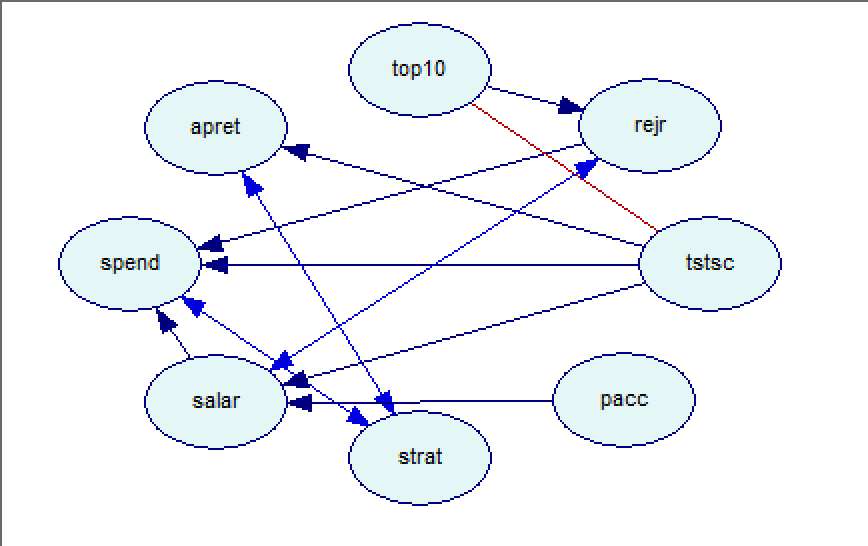 top10
apret
rejr
spend
tstsc
salar
pacc
strat